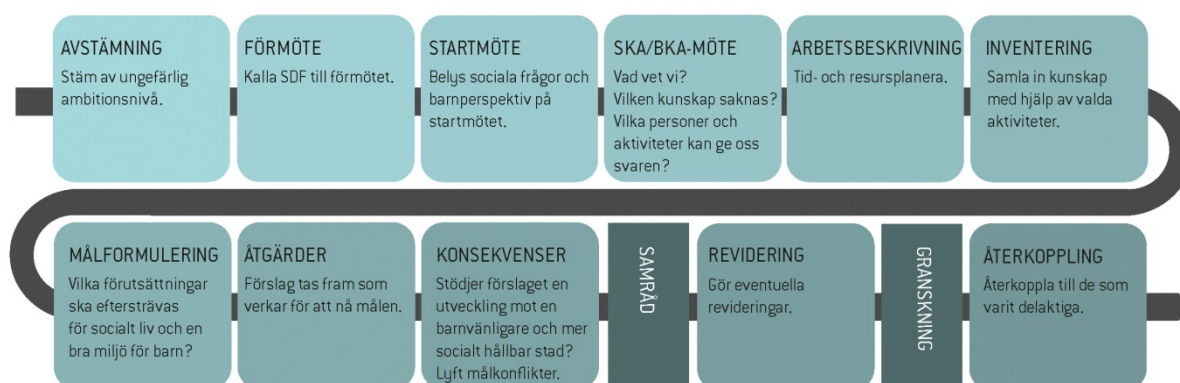 AVSTÄMNING
Stäm av ungefärlig
ambitionsnivå.
FÖRMÖTE
Kalla SDF till förmötet.
STARTMÖTE
Belys sociala frågor och
barnperspektiv på
startmötet.
SKA/BKA-MÖTE
Vad vet vi?
Vilken kunskap saknas?
Vilka personer och
aktiviteter kan ge oss
svaren?
ARBETSBESKRIVNING
Tid- och resursplanera.
INVENTERING
Samla in kunskap
med hjälp av valda
aktiviteter.
MÅLFORMULERING
Vilka förutsättningar
ska eftersträvas
för socialt liv och en
bra miljö för barn?
ÅTGÄRDER
Förslag tas fram som
verkar för att nå målen.
KONSEKVENSER
Stödjer förslaget en
utveckling mot en
barnvänligare och mer
socialt hållbar stad?
Lyft målkonflikter.
SAMRÅD
REVIDERING
Gör eventuella
revideringar.
GRANSKNING
ÅTERKOPPLING
Återkoppla till de som
varit delaktiga.